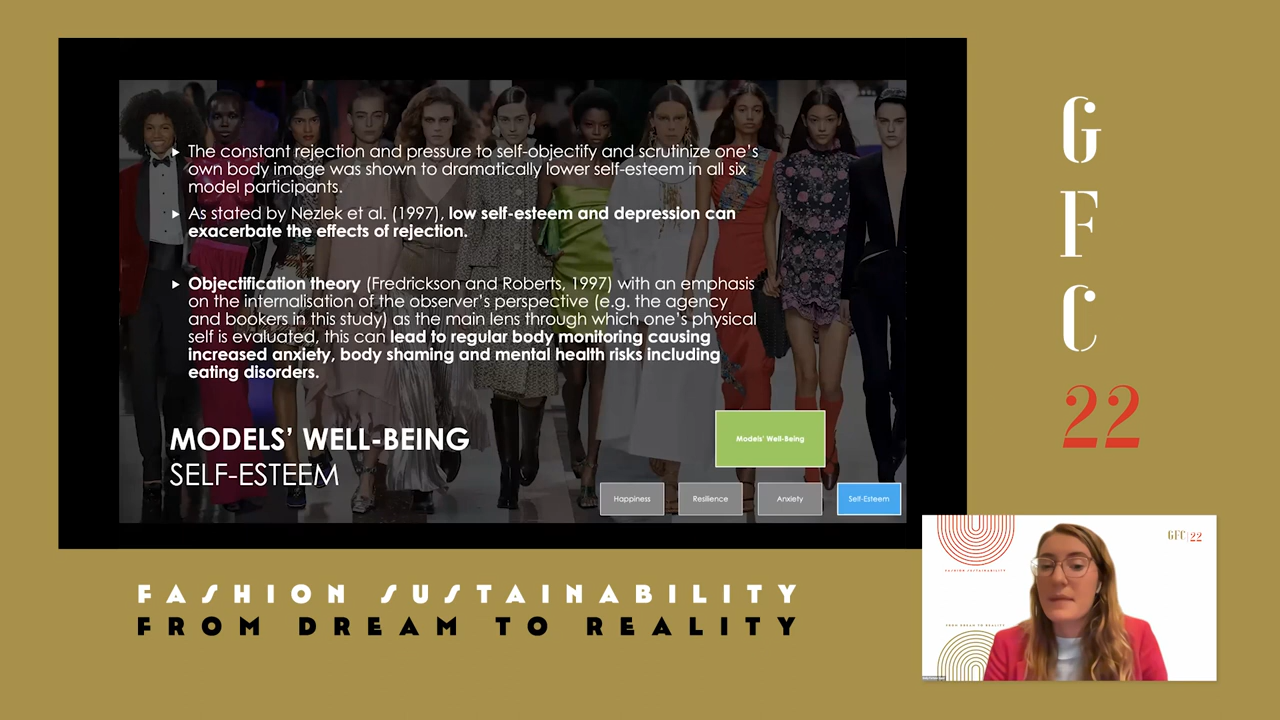 The constant rejection and pressure to self-objectify and scrutinize one's
own body image was shown to dramatically lower self-esteem in all six
model participants.
As stated by Nezlek et al. (1997), low self-esteem and depression can
exacerbate the effects of rejection.
Objectification theory (Fredrickson and Roberts, 1997) with an emphasis
on the internalisation of the observer's perspective (e.g. the agency
and bookers in this study) as the main lens through which one's physical
self is evaluated, this can lead to regular body monitoring causing
increased anxiety, body shaming and mental health risks including
eating disorders.
MODELS' WELL-BEING
SELF-ESTEEM
Models' Well-Being
Happiness
Resilience
Anxiety
Self-Esteem
G
F
C
22
FASHION SUSTAINABILITY
FROM DREAM TO REALITY
GFC|22
FASHION SUSTAINABILITY
FROM DREAM TO REALITY